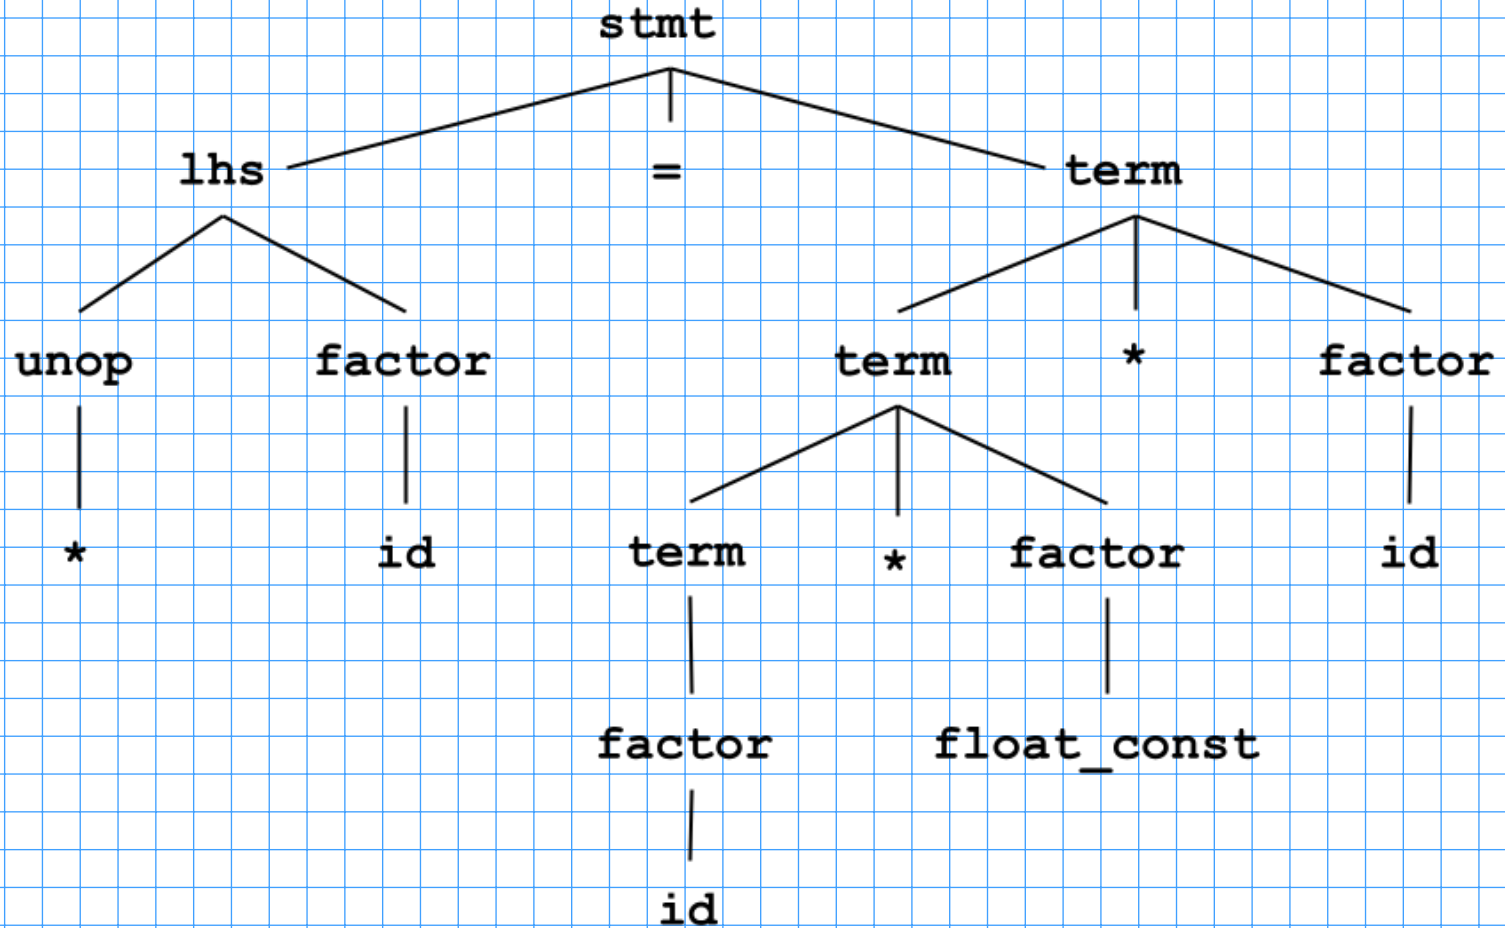 stmt
lhs = term
unop factor term * factor
* id term * factor id
factor float_const
id